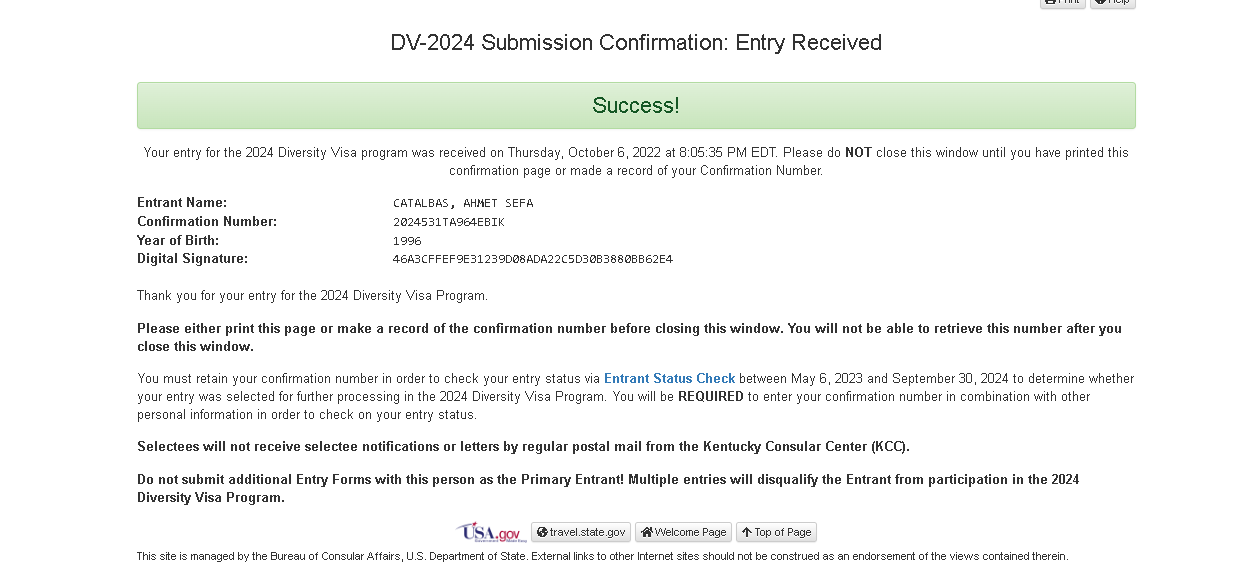 Print Help
DV-2024 Submission Confirmation: Entry Received
Success!
Your entry for the 2024 Diversity Visa program was received on Thursday, October 6, 2022 at 8:05:35 PM EDT. Please do NOT close this window until you have printed this
confirmation page or made a record of your Confirmation Number.
Entrant Name: CATALBAS, AHMET SEFA
Confirmation Number: 2024531TA964EBIK
Year of Birth: 1996
Digital Signature: 46A3CFFEF9E31239D08ADA22C5D30B3880BB62E4
Thank you for your entry for the 2024 Diversity Visa Program.
Please either print this page or make a record of the confirmation number before closing this window. You will not be able to retrieve this number after you
close this window.
You must retain your confirmation number in order to check your entry status via Entrant Status Check between May 6, 2023 and September 30, 2024 to determine whether
your entry was selected for further processing in the 2024 Diversity Visa Program. You will be REQUIRED to enter your confirmation number in combination with other
personal information in order to check on your entry status.
Selectees will not receive selectee notifications or letters by regular postal mail from the Kentucky Consular Center (KCC).
Do not submit additional Entry Forms with this person as the Primary Entrant! Multiple entries will disqualify the Entrant from participation in the 2024
Diversity Visa Program.
USA.gov travel.state.gov Welcome Page Top of Page
This site is managed by the Bureau of Consular Affairs, U.S. Department of State. External links to other Internet sites should not be construed as an endorsement of the views contained therein.